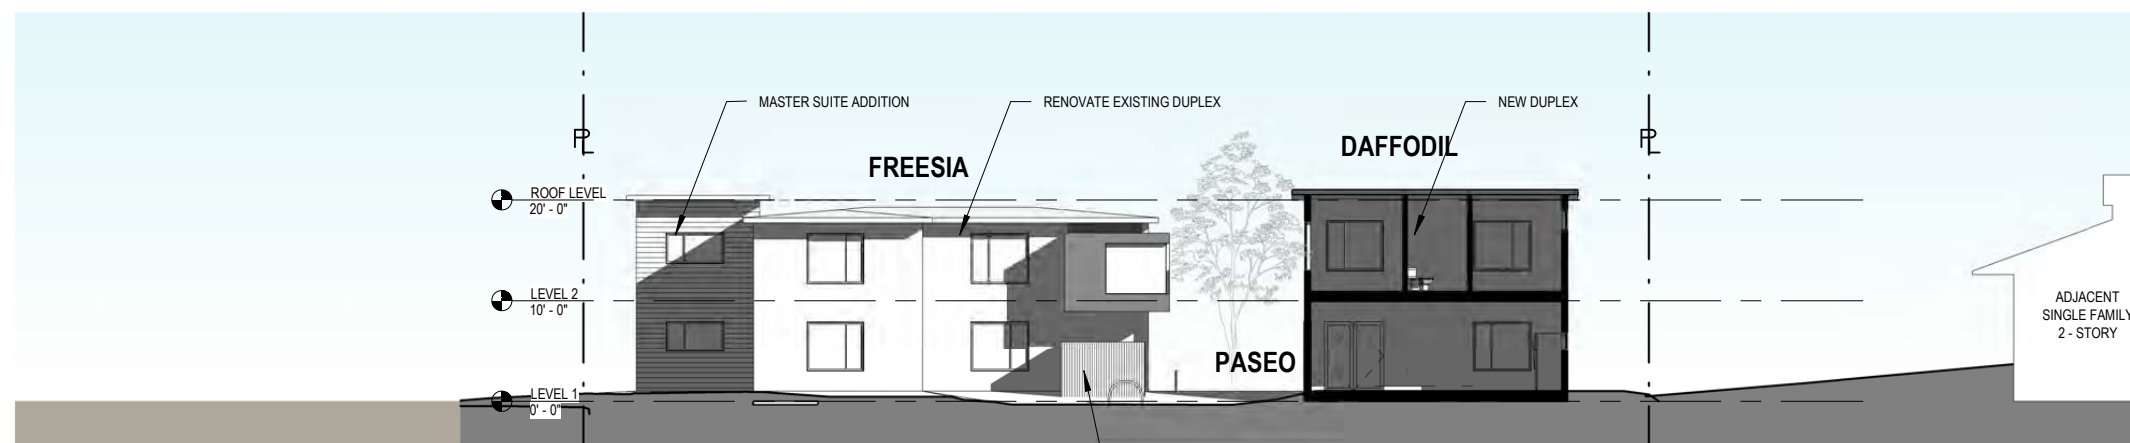 MASTER SUITE ADDITION
RENOVATE EXISTING DUPLEX
NEW DUPLEX
PL
PL
DAFFODIL
FREESIA
ROOF LEVEL
20' - 0"
LEVEL 2
10' - 0"
ADJACENT
SINGLE FAMILY
2 - STORY
PASEO
LEVEL 1
0' - 0"